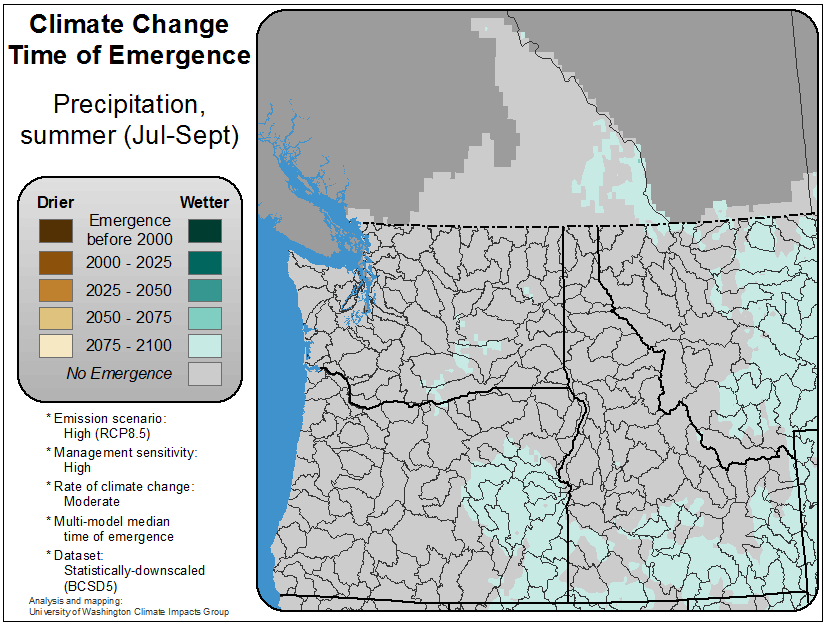 Climate Change
Time of Emergence
Precipitation,
summer (Jul-Sept)
Drier Wetter
Emergence
before 2000
2000 - 2025
2025 - 2050
2050 - 2075
2075 - 2100
No Emergence
* Emission scenario:
High (RCP8.5)
* Management sensitivity:
High
* Rate of climate change:
Moderate
* Multi-model median
time of emergence
* Dataset:
Statistically-downscaled
(BCSD5)
Analysis and mapping:
University of Washington Climate Impacts Group